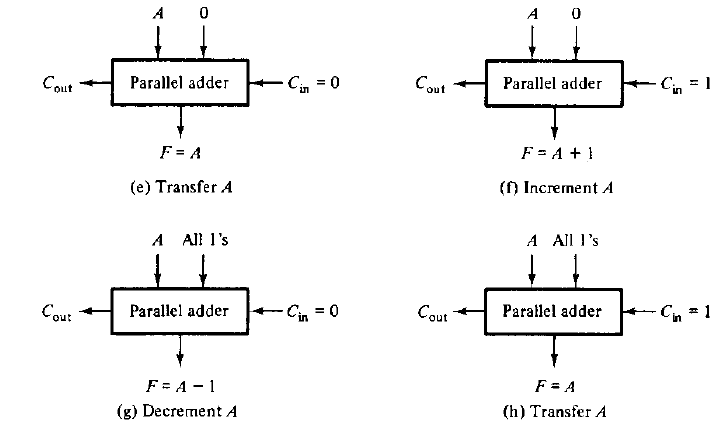 A 0
C_out Parallel adder C_in = 0
F = A
(e) Transfer A
A 0
C_out Parallel adder C_in = 1
F = A + 1
(f) Increment A
A All 1's
C_out Parallel adder C_in = 0
F = A − 1
(g) Decrement A
A All 1's
C_out Parallel adder C_in = 1
F = A
(h) Transfer A